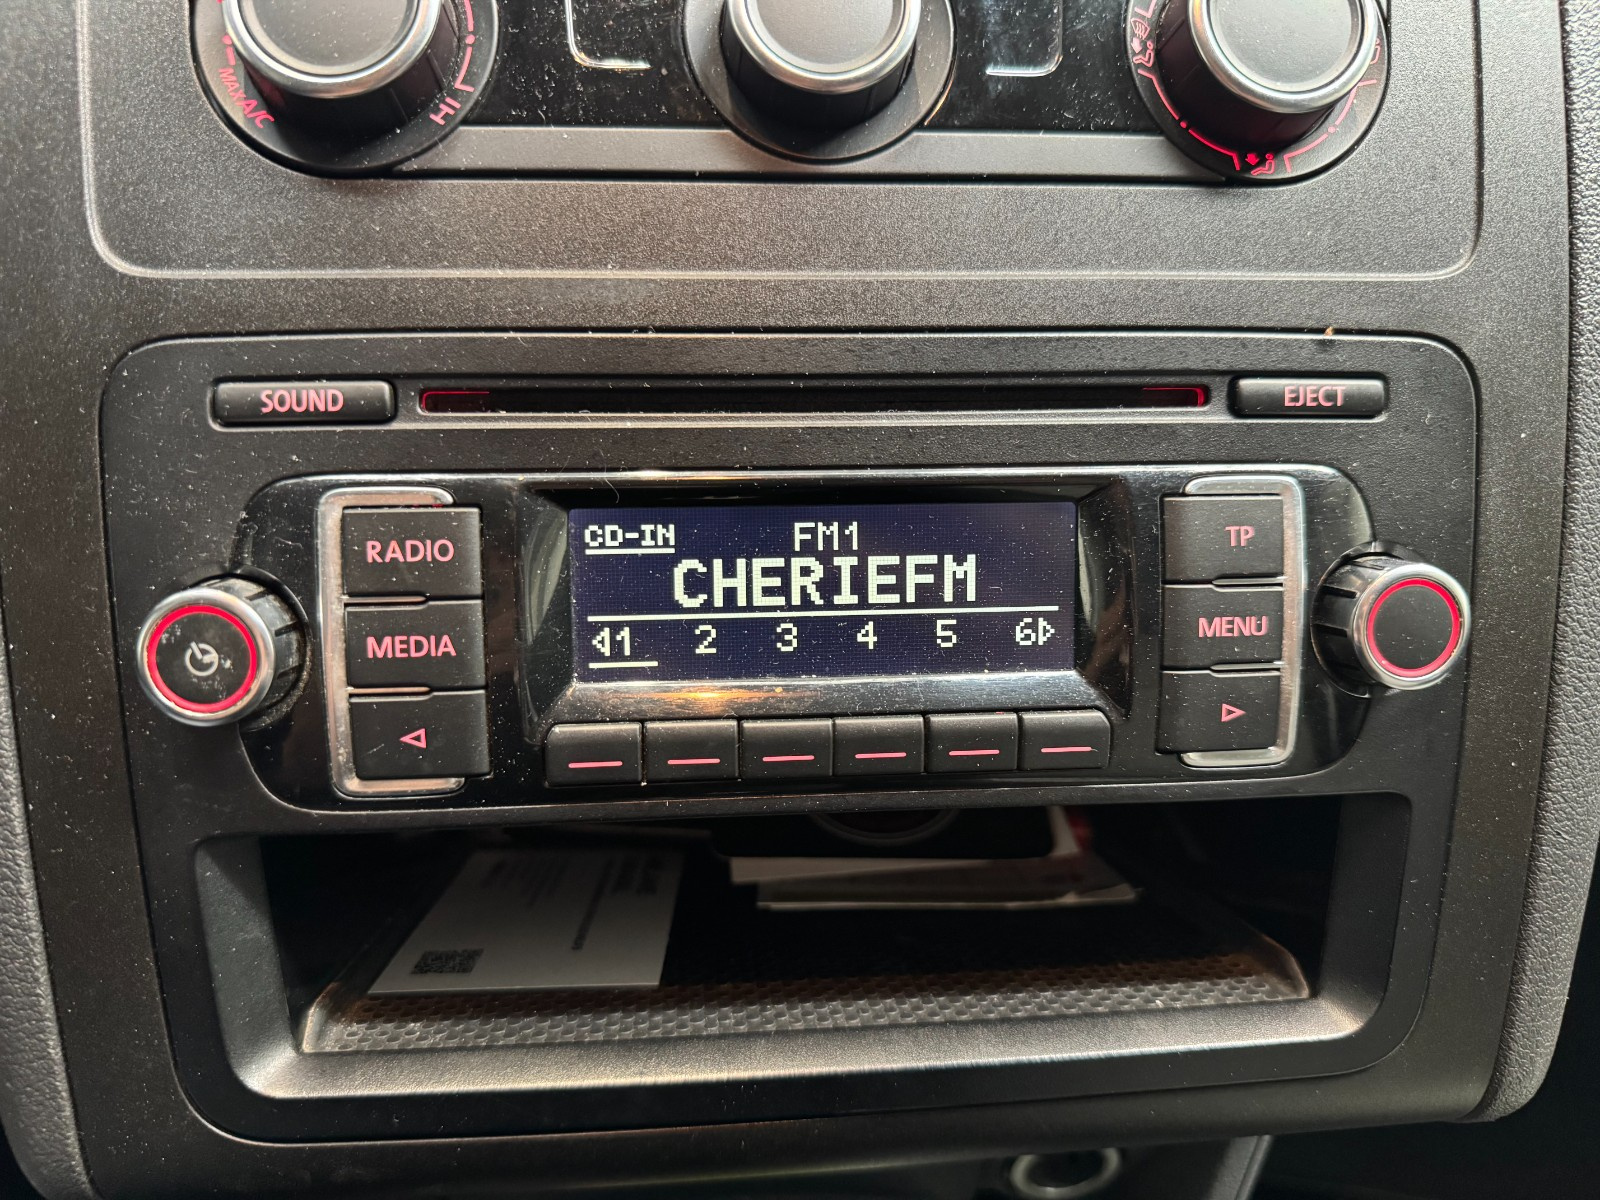 MAX A/C
HI
SOUND
EJECT
RADIO
MEDIA
CD-IN
FM1
CHERIEFM
1 2 3 4 5 6
TP
MENU